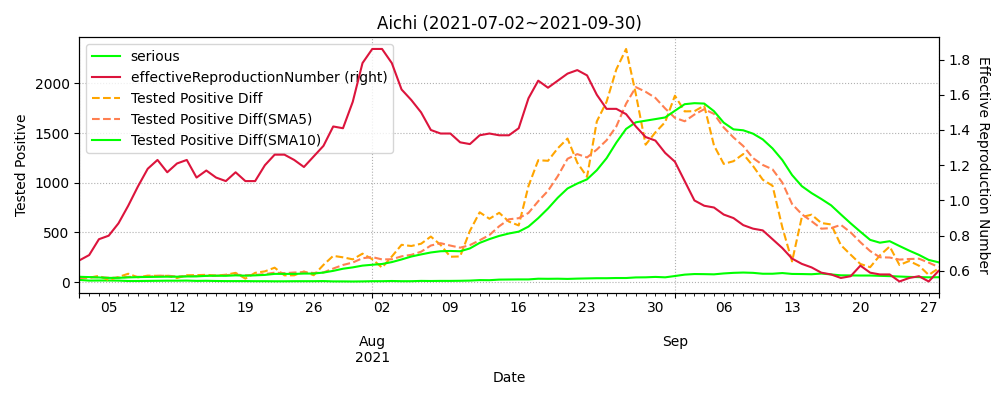 Aichi (2021-07-02~2021-09-30)
serious
effectiveReproductionNumber (right)
Tested Positive Diff
Tested Positive Diff(SMA5)
Tested Positive Diff(SMA10)
Tested Positive
2000
1500
1000
500
0
Effective Reproduction Number
1.8
1.6
1.4
1.2
1.0
0.8
0.6
05 12 19 26 02 09 16 23 30 06 13 20 27
Aug Sep
2021
Date